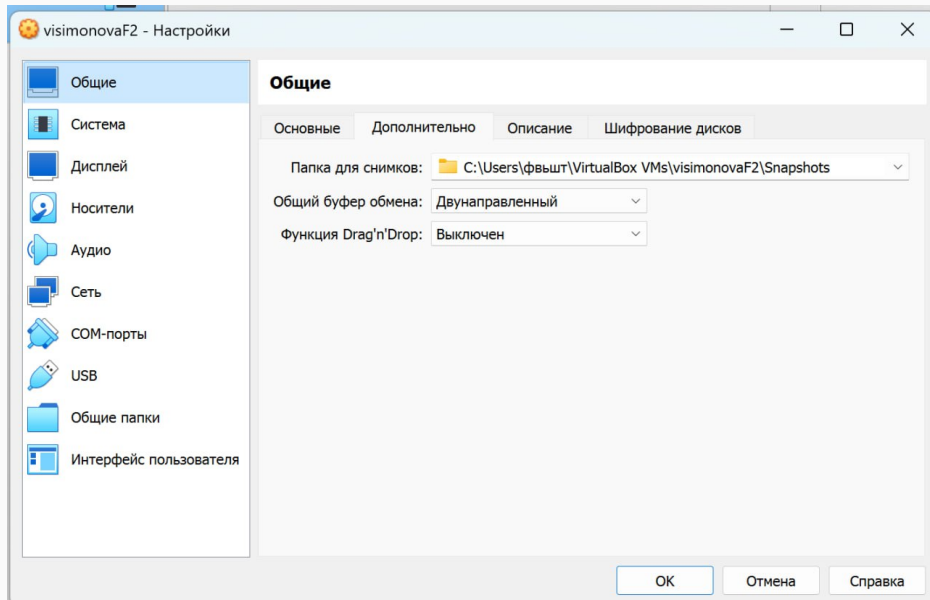 visimonovaF2 - Настройки
Общие
Система
Дисплей
Носители
Аудио
Сеть
COM-порты
USB
Общие папки
Интерфейс пользователя
Общие
Основные Дополнительно Описание Шифрование дисков
Папка для снимков: C:\Users\фвышт\VirtualBox VMs\visimonovaF2\Snapshots
Общий буфер обмена: Двунаправленный
Функция Drag'n'Drop: Выключен
OK Отмена Справка